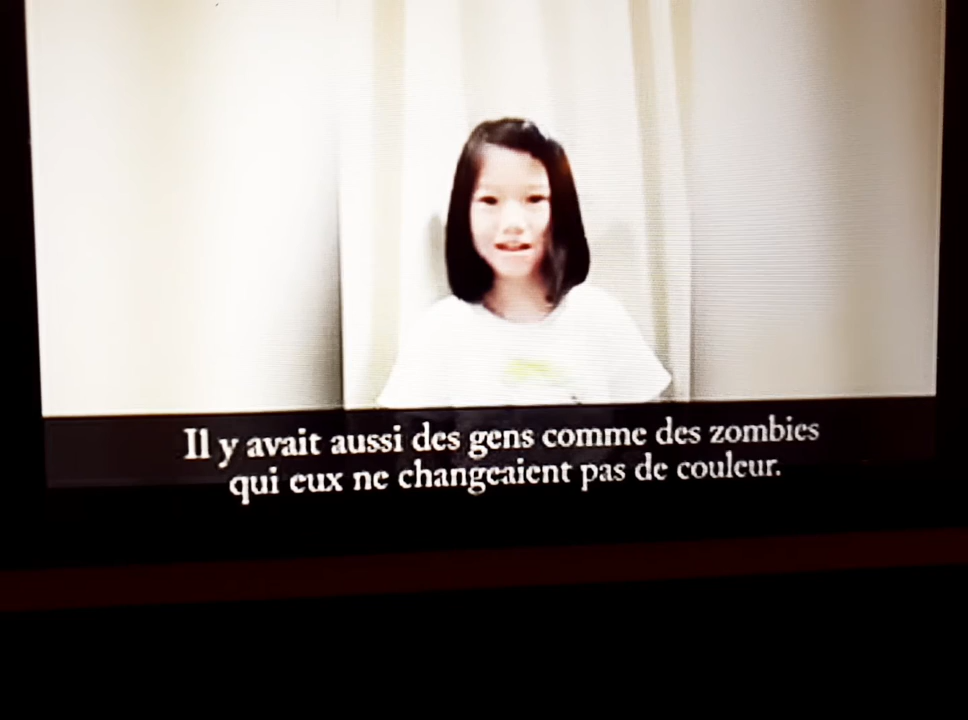 Il y avait aussi des gens comme des zombies
qui eux ne changeaient pas de couleur.